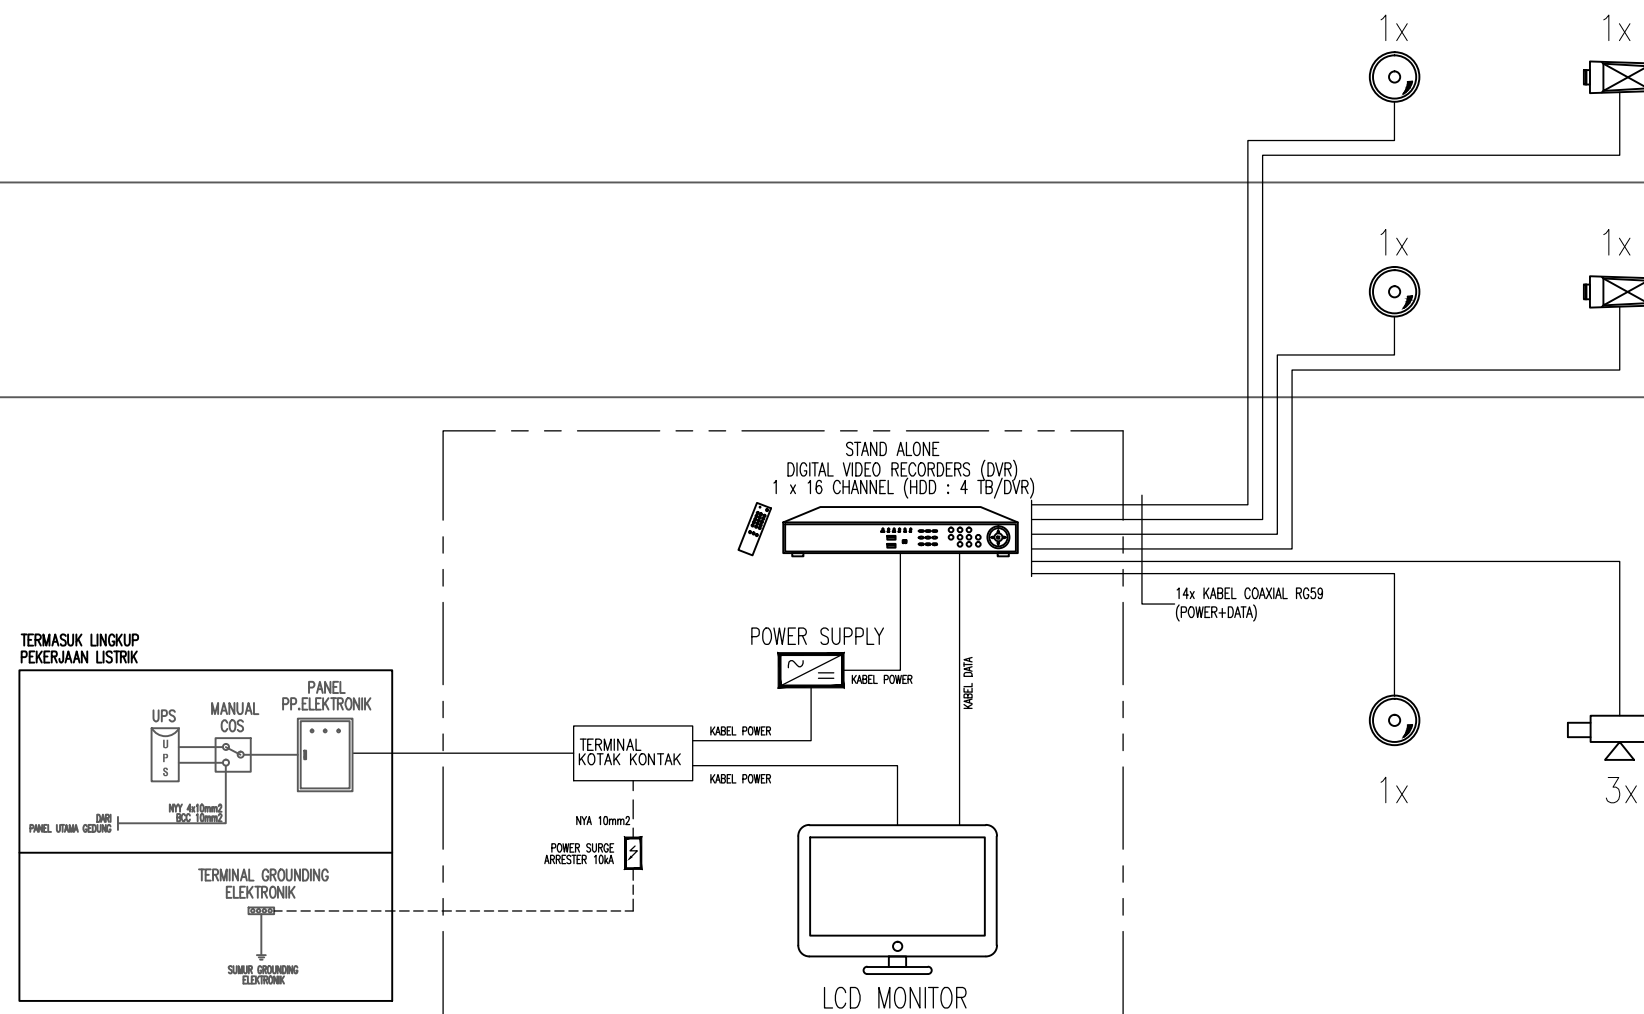 1x
1x
1x
1x
STAND ALONE
DIGITAL VIDEO RECORDERS (DVR)
1 x 16 CHANNEL (HDD : 4 TB/DVR)
14x KABEL COAXIAL RG59
(POWER+DATA)
POWER SUPPLY
KABEL POWER
KABEL DATA
TERMASUK LINGKUP
PEKERJAAN LISTRIK
PANEL
PP.ELEKTRONIK
UPS
MANUAL
COS
U
P
S
NYY 4x10mm2
BCC 10mm2
DARI
PANEL UTAMA GEDUNG
TERMINAL
KOTAK KONTAK
KABEL POWER
KABEL POWER
NYA 10mm2
POWER SURGE
ARRESTER 10kA
TERMINAL GROUNDING
ELEKTRONIK
SUMUR GROUNDING
ELEKTRONIK
LCD MONITOR
1x
3x